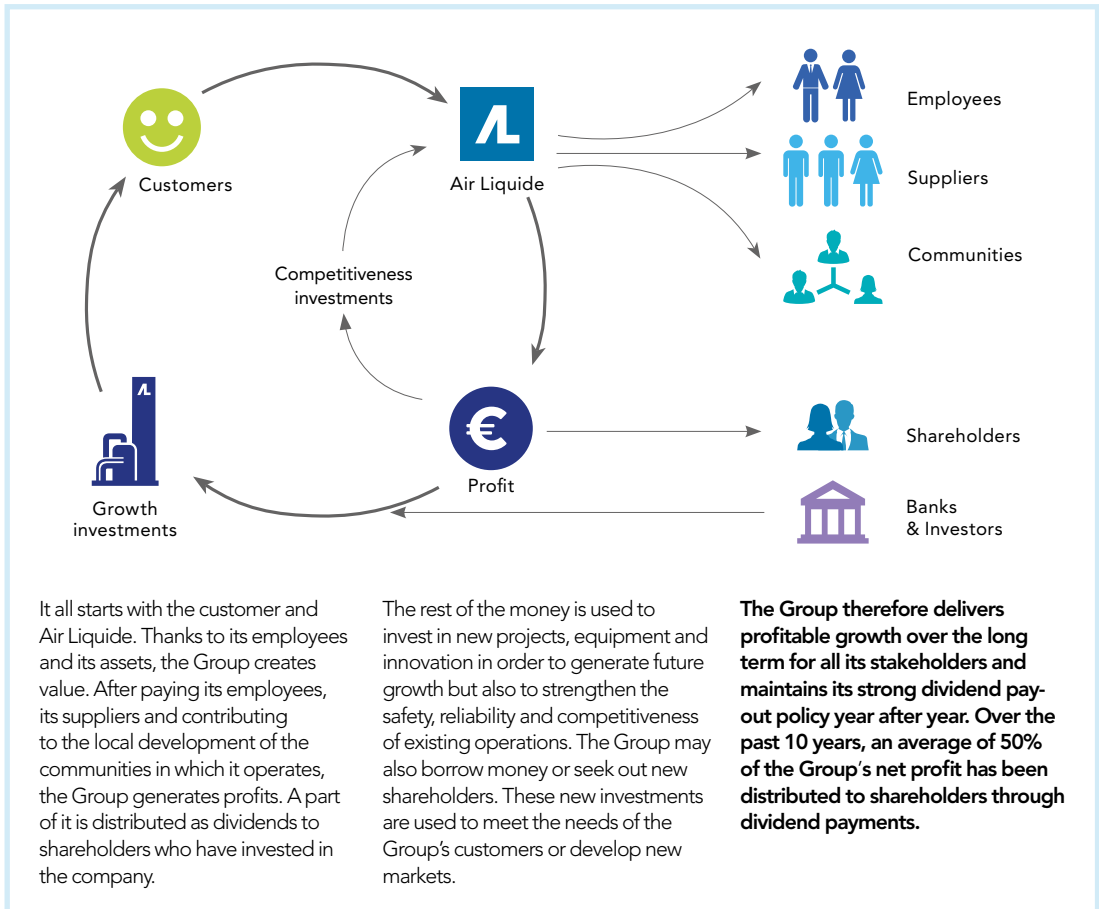 Customers
AL
Air Liquide
Employees
Suppliers
Communities
Competitiveness
investments
AL
Growth
investments
€
Profit
Shareholders
Banks
& Investors
It all starts with the customer and
Air Liquide. Thanks to its employees
and its assets, the Group creates
value. After paying its employees,
its suppliers and contributing
to the local development of the
communities in which it operates,
the Group generates profits. A part
of it is distributed as dividends to
shareholders who have invested in
the company.
The rest of the money is used to
invest in new projects, equipment and
innovation in order to generate future
growth but also to strengthen the
safety, reliability and competitiveness
of existing operations. The Group may
also borrow money or seek out new
shareholders. These new investments
are used to meet the needs of the
Group’s customers or develop new
markets.
The Group therefore delivers
profitable growth over the long
term for all its stakeholders and
maintains its strong dividend pay-
out policy year after year. Over the
past 10 years, an average of 50%
of the Group's net profit has been
distributed to shareholders through
dividend payments.